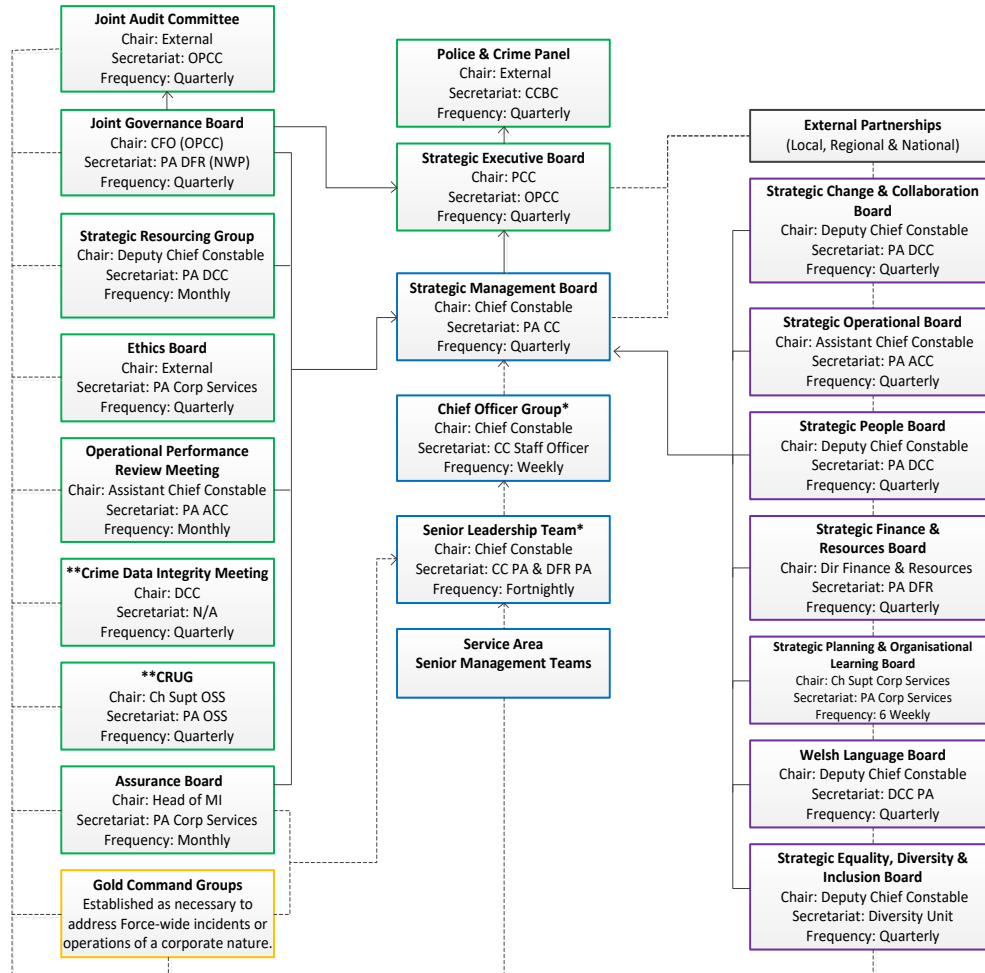 Joint Audit Committee
Chair: External
Secretariat: OPCC
Frequency: Quarterly
Joint Governance Board
Chair: CFO (OPCC)
Secretariat: PA DFR (NWP)
Frequency: Quarterly
Strategic Resourcing Group
Chair: Deputy Chief Constable
Secretariat: PA DCC
Frequency: Monthly
Ethics Board
Chair: External
Secretariat: PA Corp Services
Frequency: Quarterly
Operational Performance
Review Meeting
Chair: Assistant Chief Constable
Secretariat: PA ACC
Frequency: Monthly
**Crime Data Integrity Meeting
Chair: DCC
Secretariat: N/A
Frequency: Quarterly
**CRUG
Chair: Ch Supt OSS
Secretariat: PA OSS
Frequency: Quarterly
Assurance Board
Chair: Head of MI
Secretariat: PA Corp Services
Frequency: Monthly
Gold Command Groups
Established as necessary to
address Force-wide incidents or
operations of a corporate nature.
Police & Crime Panel
Chair: External
Secretariat: CCBC
Frequency: Quarterly
Strategic Executive Board
Chair: PCC
Secretariat: OPCC
Frequency: Quarterly
Strategic Management Board
Chair: Chief Constable
Secretariat: PA CC
Frequency: Quarterly
Chief Officer Group*
Chair: Chief Constable
Secretariat: CC Staff Officer
Frequency: Weekly
Senior Leadership Team*
Chair: Chief Constable
Secretariat: CC PA & DFR PA
Frequency: Fortnightly
Service Area
Senior Management Teams
External Partnerships
(Local, Regional & National)
Strategic Change & Collaboration
Board
Chair: Deputy Chief Constable
Secretariat: PA DCC
Frequency: Quarterly
Strategic Operational Board
Chair: Assistant Chief Constable
Secretariat: PA ACC
Frequency: Quarterly
Strategic People Board
Chair: Deputy Chief Constable
Secretariat: PA DCC
Frequency: Quarterly
Strategic Finance &
Resources Board
Chair: Dir Finance & Resources
Secretariat: PA DFR
Frequency: Quarterly
Strategic Planning & Organisational
Learning Board
Chair: Ch Supt Corp Services
Secretariat: PA Corp Services
Frequency: 6 Weekly
Welsh Language Board
Chair: Deputy Chief Constable
Secretariat: DCC PA
Frequency: Quarterly
Strategic Equality, Diversity &
Inclusion Board
Chair: Deputy Chief Constable
Secretariat: Diversity Unit
Frequency: Quarterly